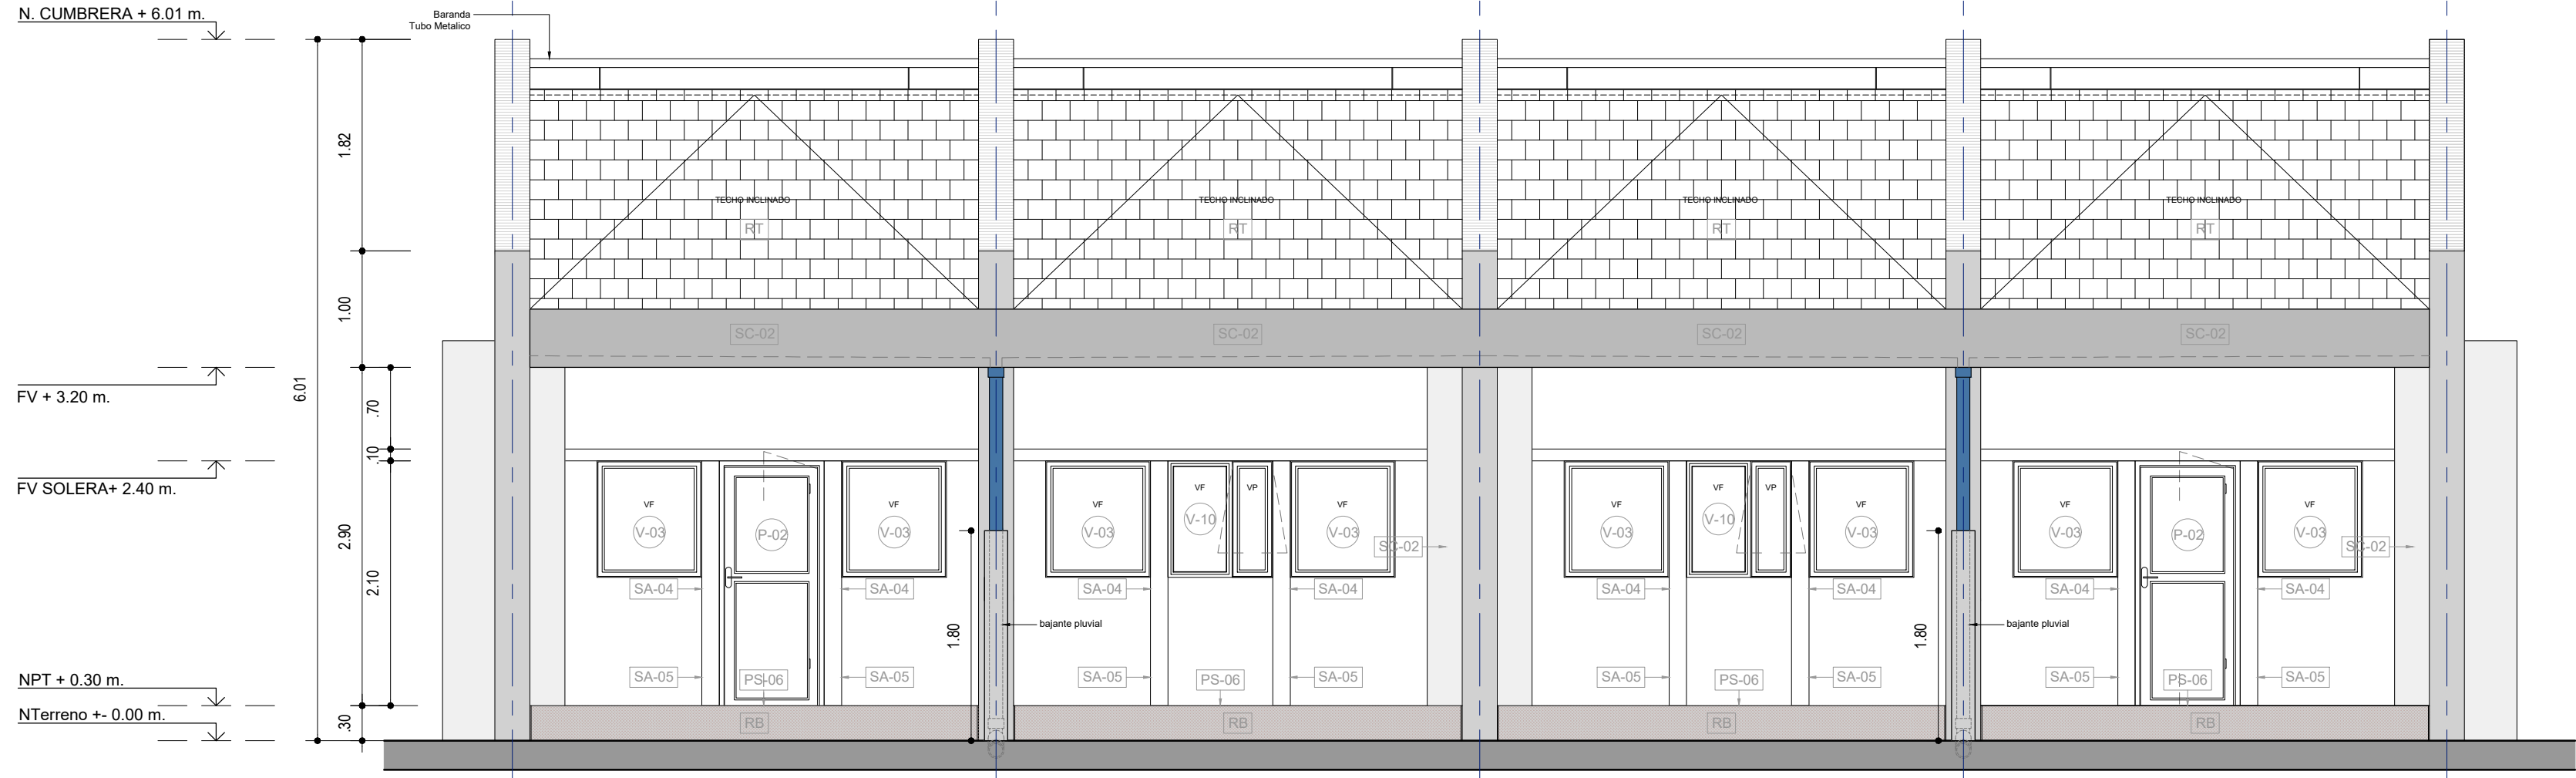 N. CUMBRERA + 6.01 m.
Baranda
Tubo Metalico
1.82
1.00
6.01
FV + 3.20 m.
.70
.10
FV SOLERA+ 2.40 m.
2.90
2.10
NPT + 0.30 m.
NTerreno +- 0.00 m.
.30
TECHO INCLINADO
RT
TECHO INCLINADO
RT
TECHO INCLINADO
RT
TECHO INCLINADO
RT
SC-02
SC-02
SC-02
SC-02
VF
V-03
P-02
VF
V-03
VF
V-03
VF
V-10
VP
VF
V-03
SC-02
VF
V-03
VF
V-10
VP
VF
V-03
VF
V-03
P-02
VF
V-03
SC-02
SA-04
SA-04
SA-04
SA-04
SA-04
SA-04
SA-04
SA-04
1.80
bajante pluvial
1.80
bajante pluvial
SA-05
PS-06
SA-05
SA-05
PS-06
SA-05
SA-05
PS-06
SA-05
SA-05
PS-06
SA-05
RB
RB
RB
RB